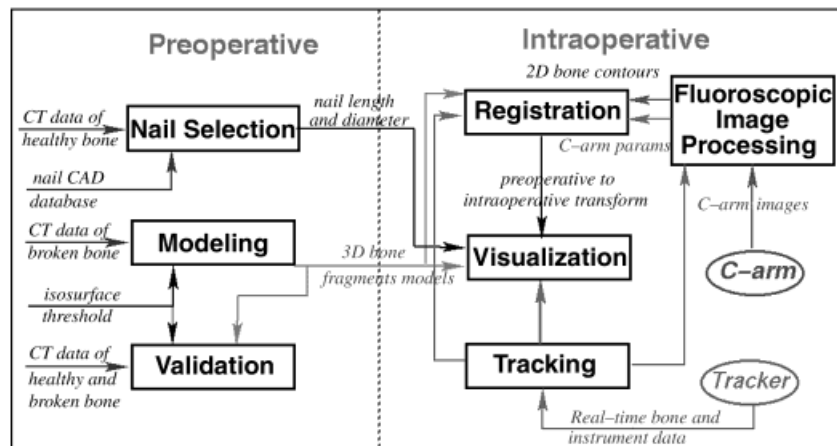 Preoperative
Intraoperative
CT data of
healthy bone
Nail Selection
nail length
and diameter
nail CAD
database
CT data of
broken bone
Modeling
3D bone
fragments models
isosurface
threshold
CT data of
healthy and
broken bone
Validation
2D bone contours
Registration
C-arm params
Fluoroscopic
Image
Processing
preoperative to
intraoperative transform
C-arm images
Visualization
C-arm
Tracking
Tracker
Real-time bone and
instrument data